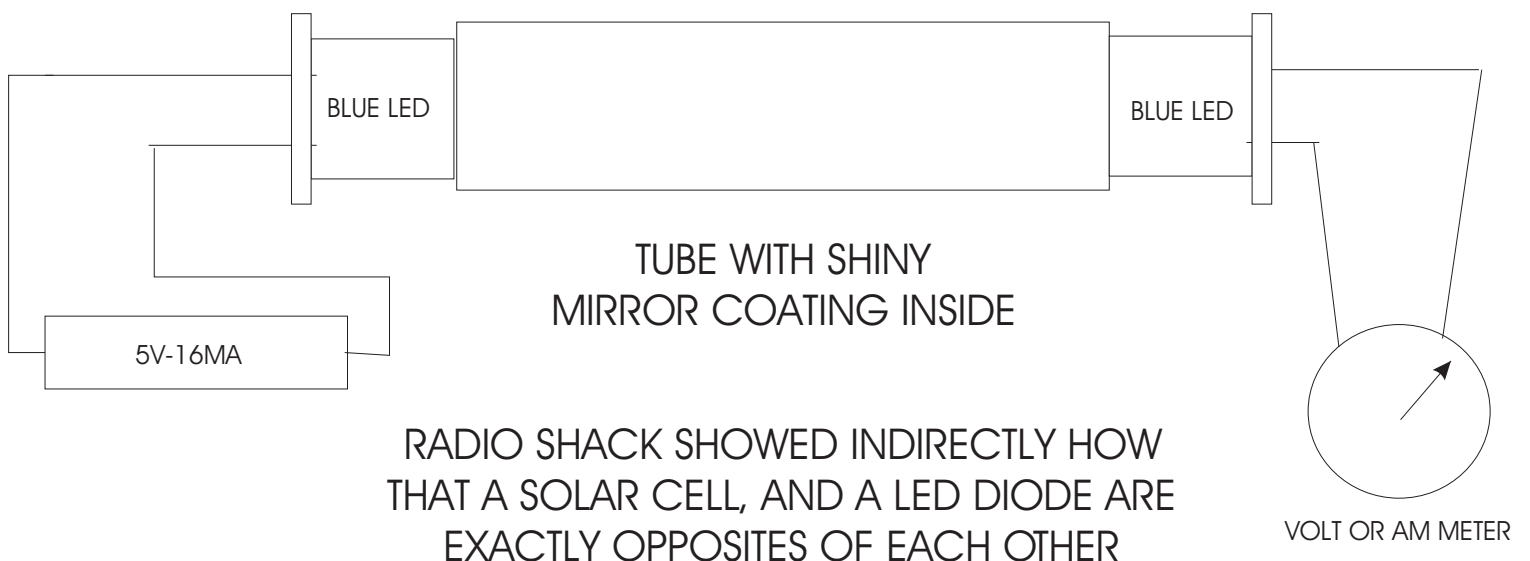 BLUE LED
BLUE LED
TUBE WITH SHINY
MIRROR COATING INSIDE
5V-16MA
RADIO SHACK SHOWED INDIRECTLY HOW
THAT A SOLAR CELL, AND A LED DIODE ARE
EXACTLY OPPOSITES OF EACH OTHER
VOLT OR AM METER